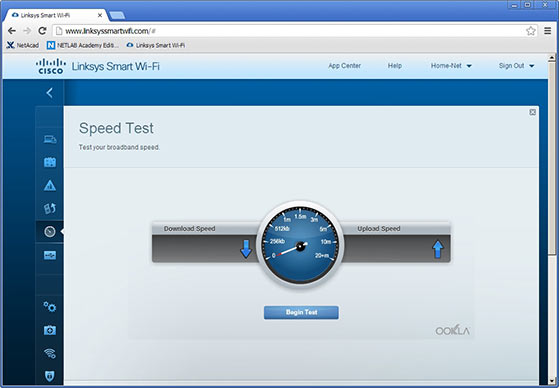 Linksys Smart Wi-Fi
www.linksyssmartwifi.com/#
NetAcad NETLAB Academy Edit... Linksys Smart Wi-Fi
CISCO Linksys Smart Wi-Fi App Center Help Home-Net Sign Out
Speed Test
Test your broadband speed.
Download Speed
0 256kb 512kb 1m 1.5m 3m 5m 10m 20+m
Upload Speed
Begin Test
OOKLA